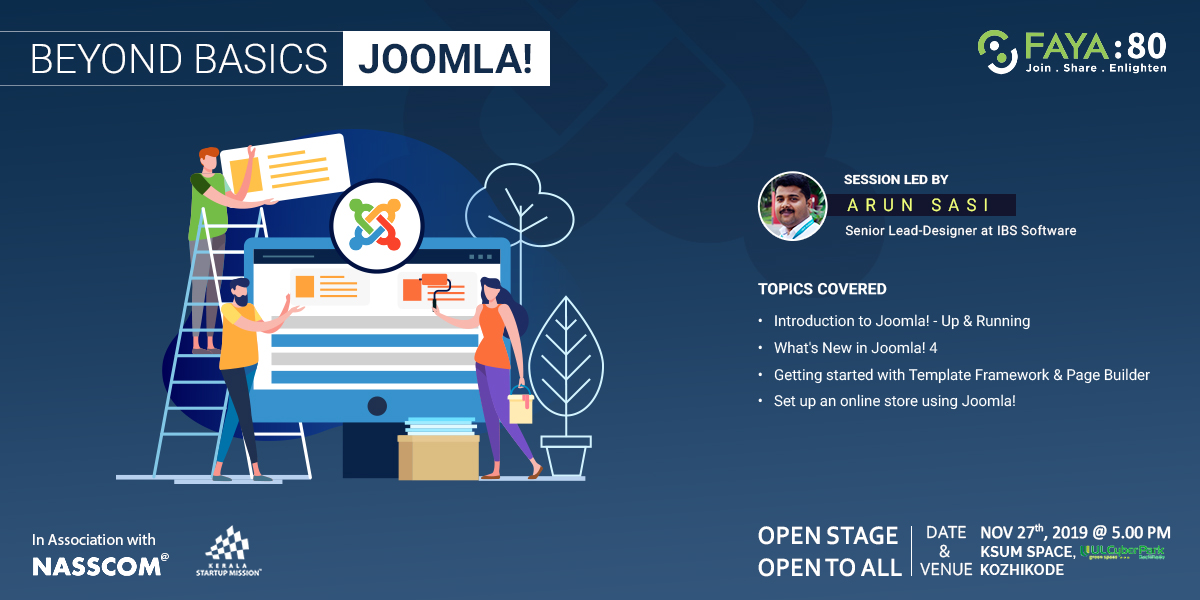 BEYOND BASICS JOOMLA!
FAYA:80
Join . Share . Enlighten
SESSION LED BY
ARUN SASI
Senior Lead-Designer at IBS Software
TOPICS COVERED
• Introduction to Joomla! - Up & Running
• What's New in Joomla! 4
• Getting started with Template Framework & Page Builder
• Set up an online store using Joomla!
In Association with
NASSCOM®
KERALA
STARTUP MISSION
OPEN STAGE
OPEN TO ALL
DATE
&
VENUE
NOV 27th, 2019 @ 5.00 PM
KSUM SPACE, UL CyberPark
KOZHIKODE